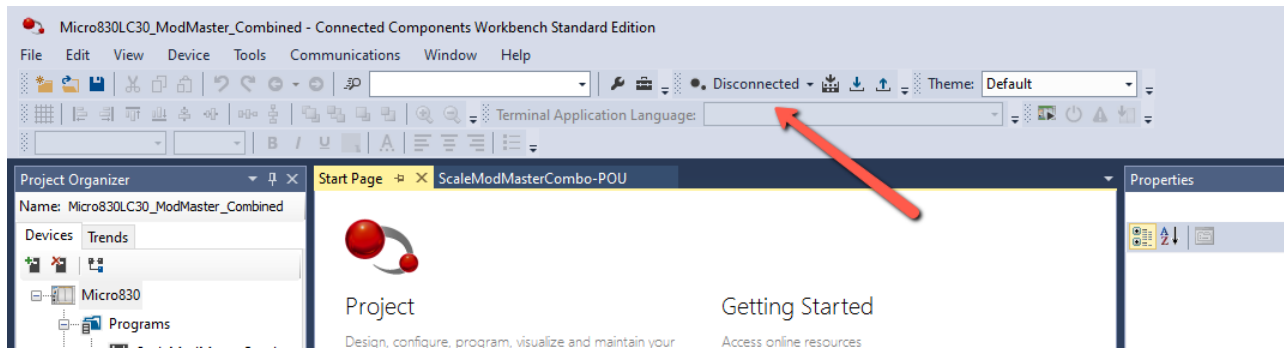 Micro830LC30_ModMaster_Combined - Connected Components Workbench Standard Edition
File Edit View Device Tools Communications Window Help
Disconnected Theme: Default
Terminal Application Language:
B I U A
Project Organizer
Start Page ScaleModMasterCombo-POU
Properties
Name: Micro830LC30_ModMaster_Combined
Devices Trends
Micro830
Programs
Project
Getting Started
Design, configure, program, visualize and maintain your
Access online resources